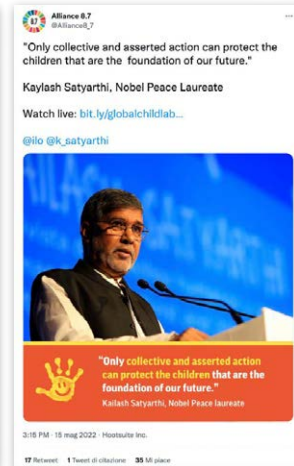 Alliance 8.7
@Alliance8_7
"Only collective and asserted action can protect the
children that are the foundation of our future."
Kaylash Satyarthi, Nobel Peace Laureate
Watch live: bit.ly/globalchildlab...
@ilo @k_satyarthi
"Only collective and asserted action
can protect the children that are the
foundation of our future."
Kailash Satyarthi, Nobel Peace laureate
3:15 PM · 15 mag 2022 · Hootsuite Inc.
17 Retweet 1 Tweet di citazione 35 Mi piace